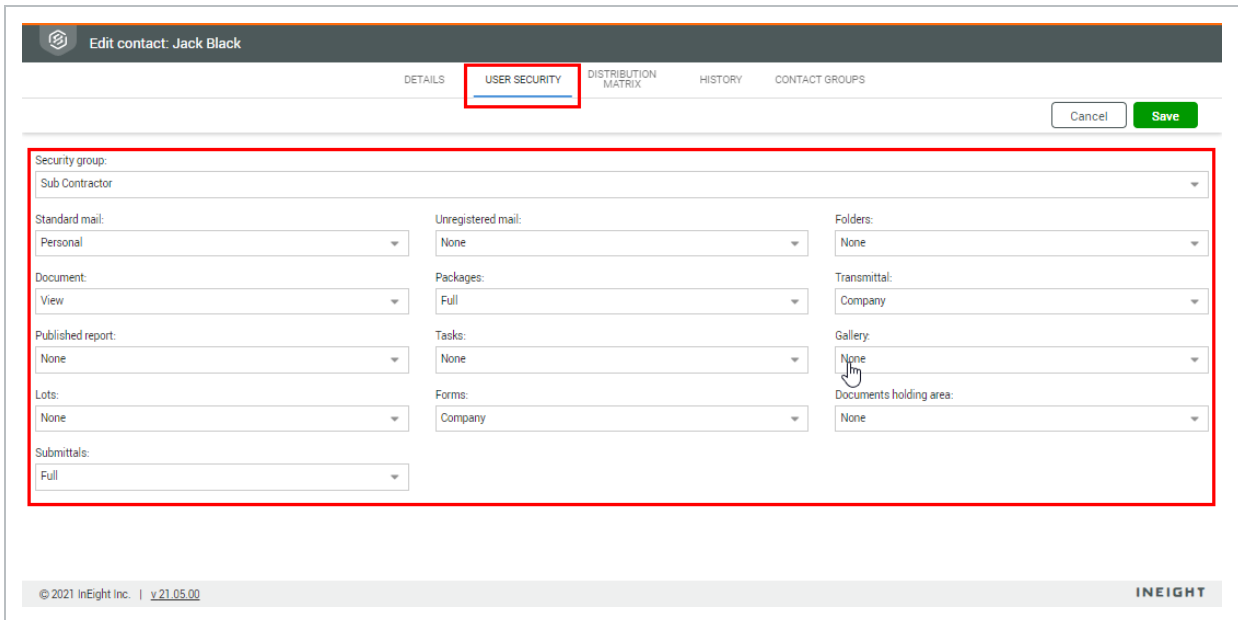 Edit contact: Jack Black
DETAILS USER SECURITY DISTRIBUTION MATRIX HISTORY CONTACT GROUPS
Cancel Save
Security group:
Sub Contractor
Standard mail: Unregistered mail: Folders:
Personal None None
Document: Packages: Transmittal:
View Full Company
Published report: Tasks: Gallery:
None None None
Lots: Forms: Documents holding area:
None Company None
Submittals:
Full
© 2021 InEight Inc. | v 21.05.00 INEIGHT